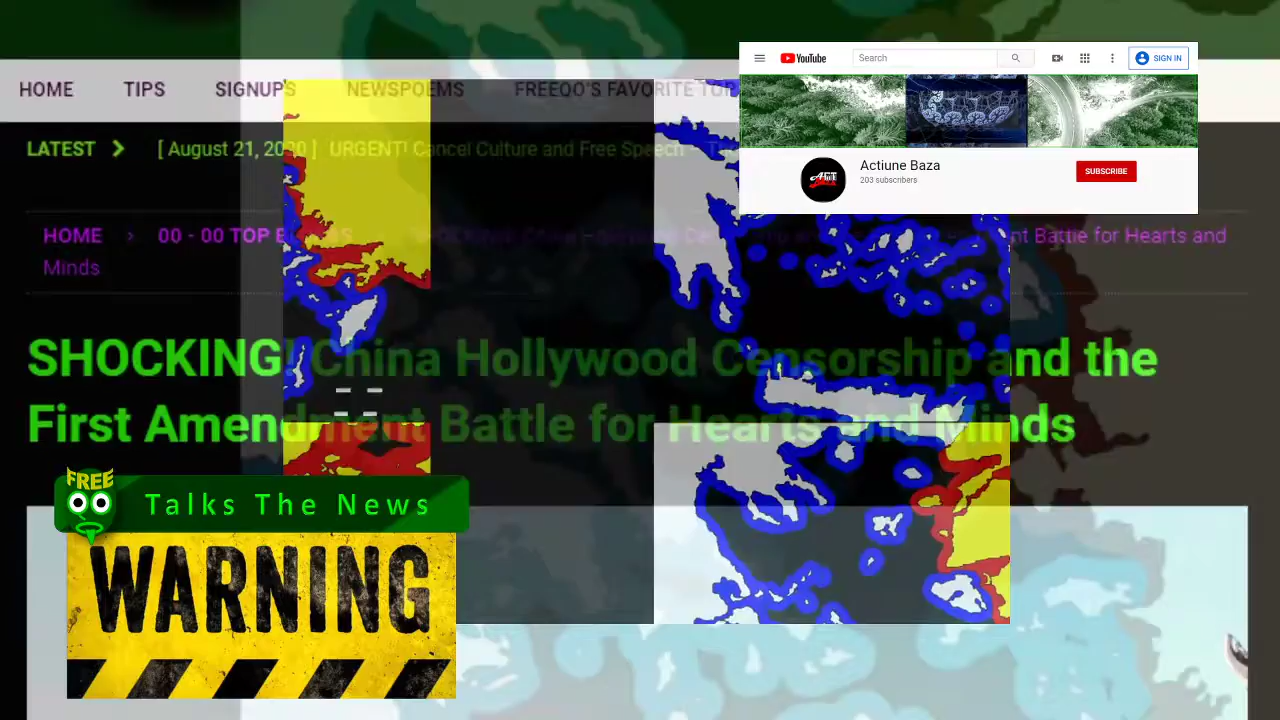 HOME TIPS SIGNUPS NEWSPOEMS FREEQO'S FAVORITE TOP
YouTube Search SIGN IN
Actiune Baza
203 subscribers
SUBSCRIBE
LATEST [ August 21, 2020 ] URGENT! Cancel Culture and Free Speech –
HOME 00 - 00 TOP Battle for Hearts and
Minds
SHOCKING! China Hollywood Censorship and the
First Amendment Battle for Hearts and Minds
FREE
Talks The News
WARNING